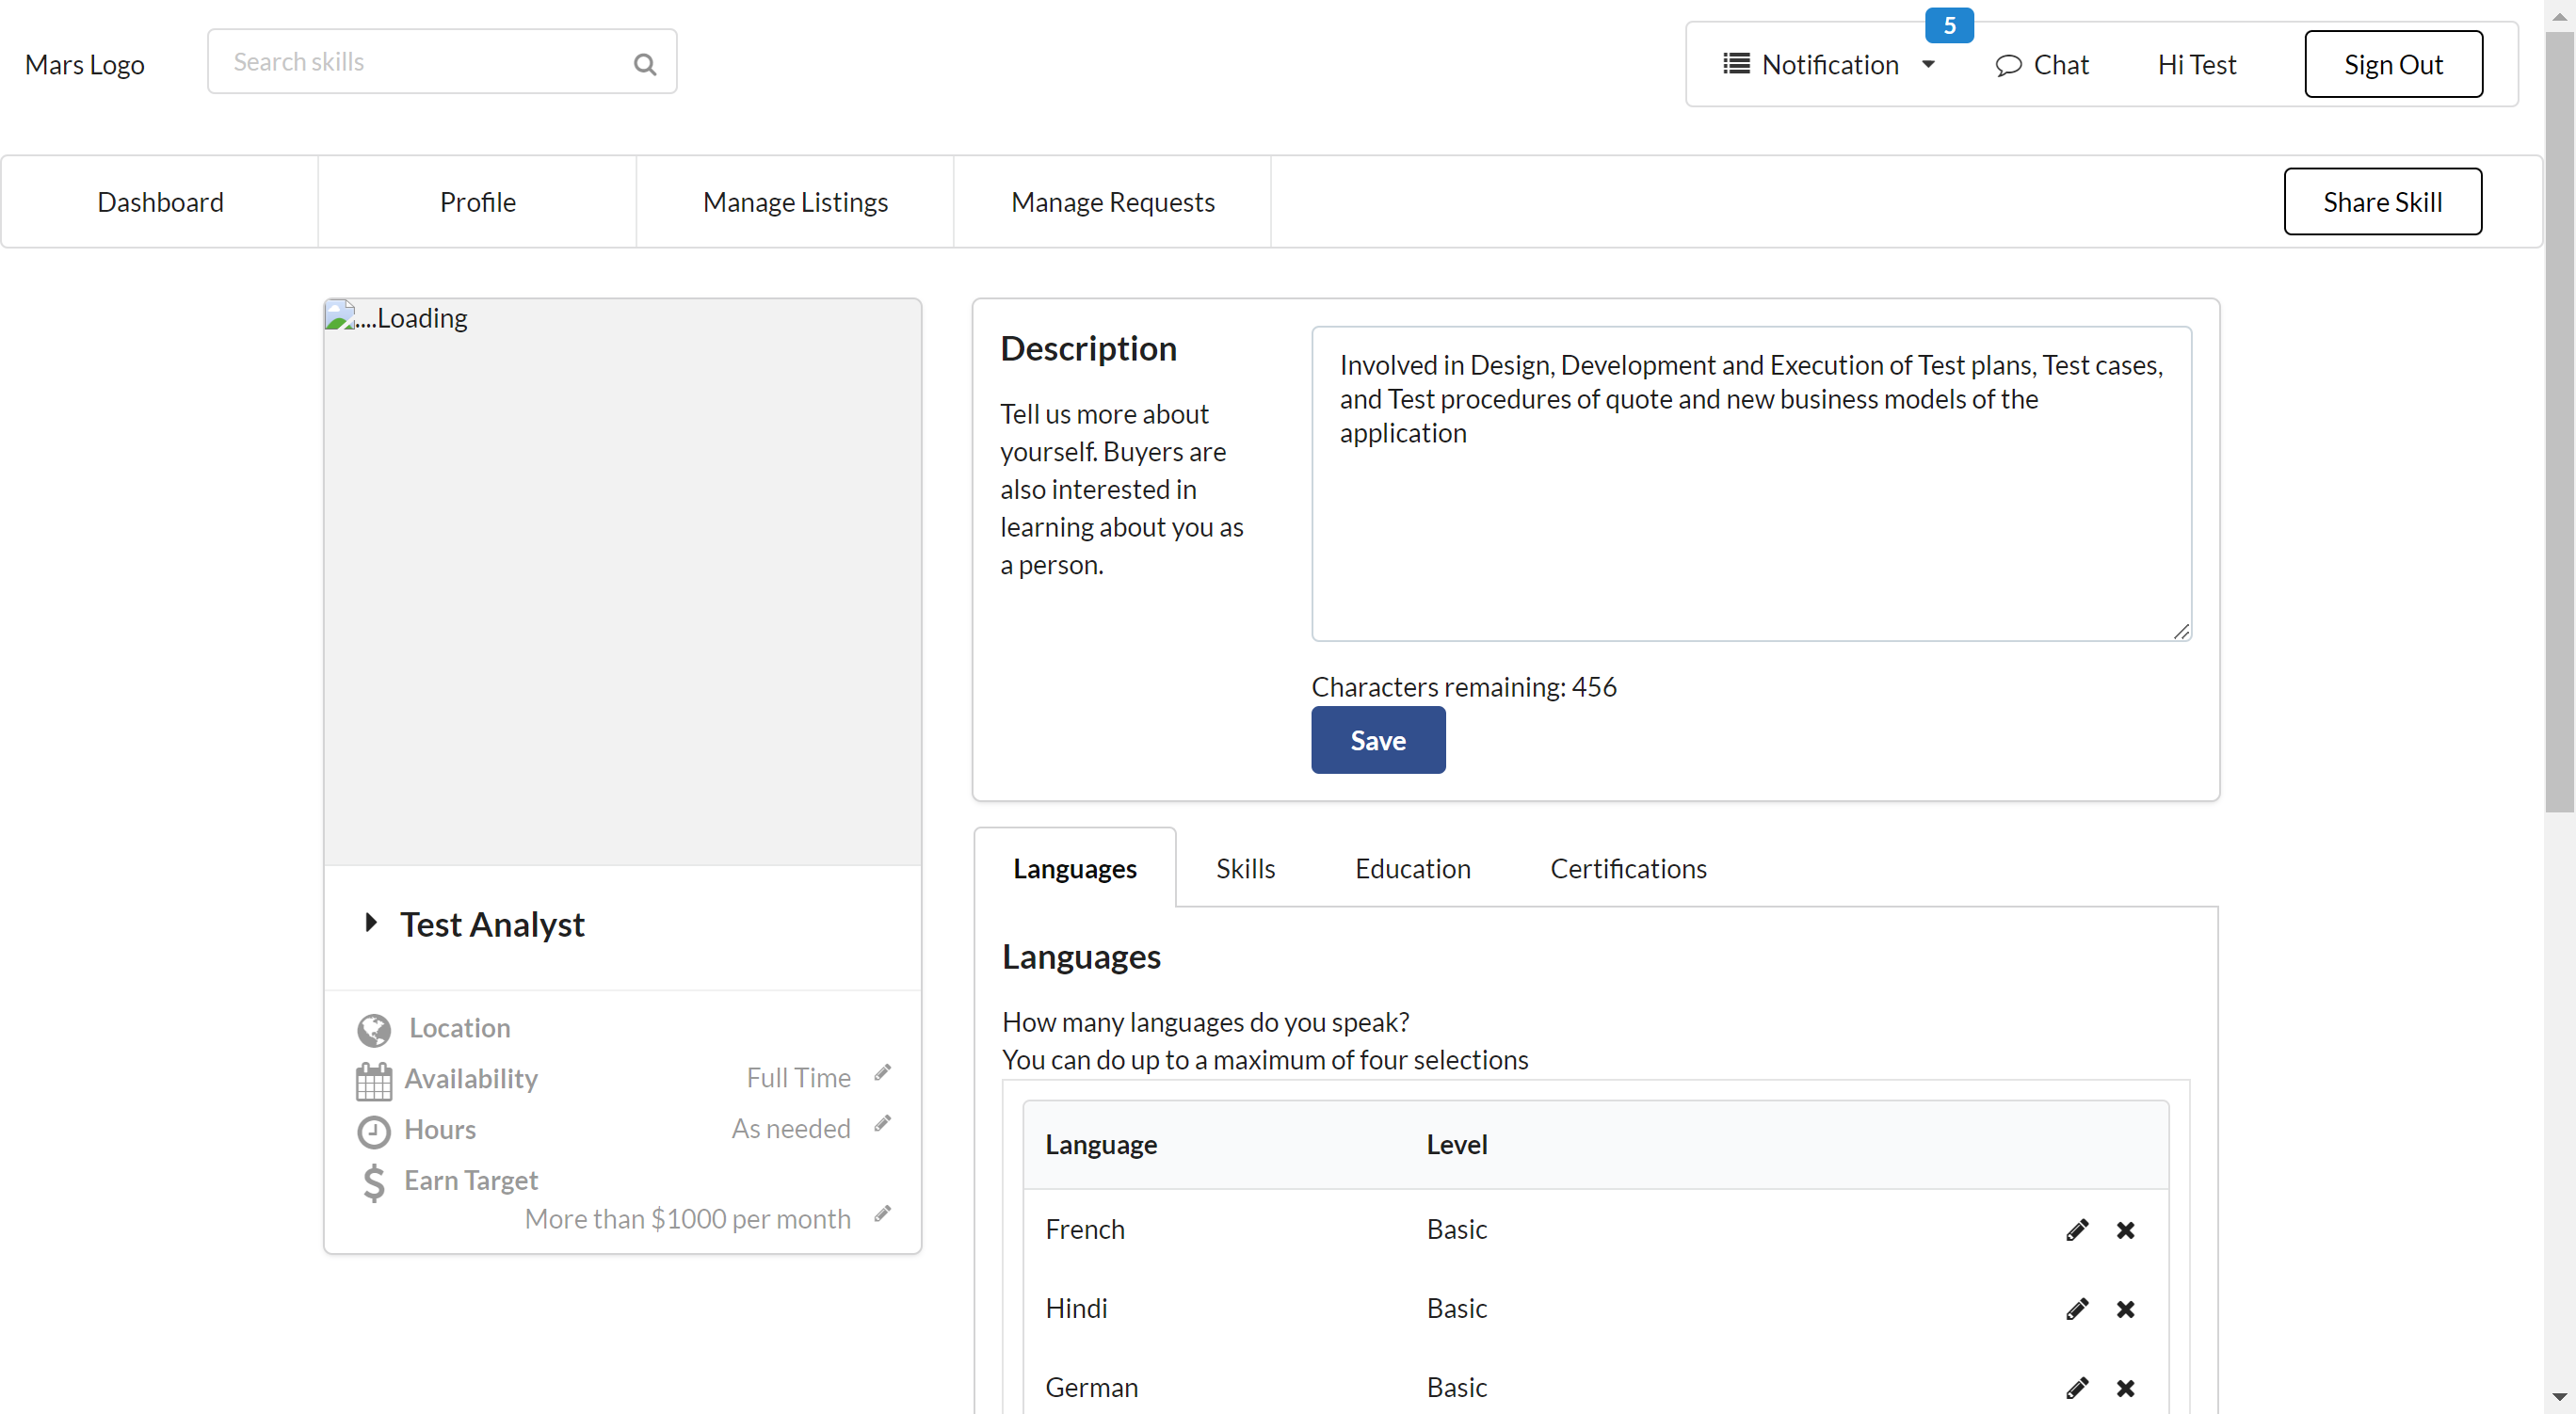 Mars Logo
Search skills
5
Notification
Chat
Hi Test
Sign Out
Dashboard
Profile
Manage Listings
Manage Requests
Share Skill
....Loading
Test Analyst
Location
Availability
Full Time
Hours
As needed
Earn Target
More than $1000 per month
Description
Tell us more about
yourself. Buyers are
also interested in
learning about you as
a person.
Involved in Design, Development and Execution of Test plans, Test cases,
and Test procedures of quote and new business models of the
application
Characters remaining: 456
Save
Languages
Skills
Education
Certifications
Languages
How many languages do you speak?
You can do up to a maximum of four selections
Language
Level
French
Basic
Hindi
Basic
German
Basic